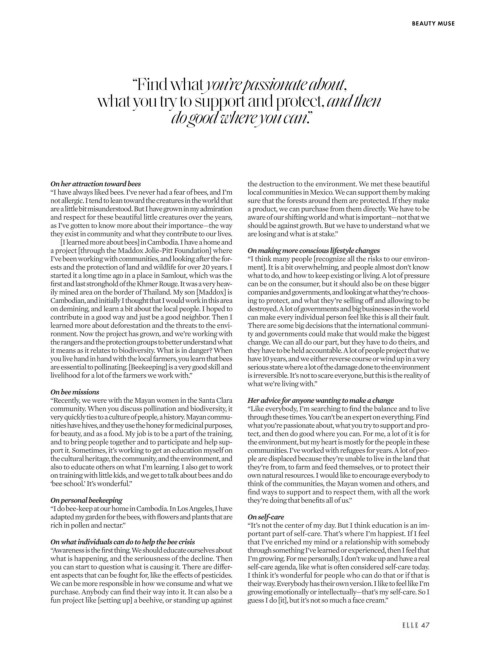 BEAUTY MUSE
“Find what you’re passionate about,
what you try to support and protect, and then
do good where you can.”
On her attraction toward bees
“I have always liked bees. I’ve never had a fear of bees, and I’m
not allergic. I tend to lean toward the creatures in the world that
are a little bit misunderstood. But I have grown in my admiration
and respect for these beautiful little creatures over the years,
as I’ve gotten to know more about their importance—the way
they exist in community and what they contribute to our lives.
[I learned more about bees] in Cambodia. I have a home and
a project [through the Maddox Jolie-Pitt Foundation] where
I’ve been working with communities, and looking after the for-
ests and the protection of land and wildlife for over 20 years. I
started it a long time ago in a place in Samlout, which was the
first and last stronghold of the Khmer Rouge. It was a very heav-
ily mined area on the border of Thailand. My son [Maddox] is
Cambodian, and initially I thought that I would work in this area
on demining, and learn a bit about the local people. I hoped to
contribute in a good way and just be a good neighbor. Then I
learned more about deforestation and the threats to the envi-
ronment. Now the project has grown, and we’re working with
the rangers and the protection groups to better understand what
it means as it relates to biodiversity. What is in danger? When
you live hand in hand with the local farmers, you learn that bees
are essential to pollinating. [Beekeeping] is a very good skill and
livelihood for a lot of the farmers we work with.”
On bee missions
“Recently, we were with the Mayan women in the Santa Clara
community. When you discuss pollination and biodiversity, it
very quickly ties to a culture of people, a history. Mayan commu-
nities have hives, and they use the honey for medicinal purposes,
for beauty, and as a food. My job is to be a part of the training,
and to bring people together and to participate and help sup-
port it. Sometimes, it’s working to get an education myself on
the cultural heritage, the community, and the environment, and
also to educate others on what I’m learning. I also get to work
on training with little kids, and we get to talk about bees and do
‘bee school.’ It’s wonderful.”
On personal beekeeping
“I do bee-keep at our home in Cambodia. In Los Angeles, I have
adapted my garden for the bees, with flowers and plants that are
rich in pollen and nectar.”
On what individuals can do to help the bee crisis
“Awareness is the first thing. We should educate ourselves about
what is happening, and the seriousness of the decline. Then
you can start to question what is causing it. There are differ-
ent aspects that can be fought for, like the effects of pesticides.
We can be more responsible in how we consume and what we
purchase. Anybody can find their way into it. It can also be a
fun project like [setting up] a beehive, or standing up against
the destruction to the environment. We met these beautiful
local communities in Mexico. We can support them by making
sure that the forests around them are protected. If they make
a product, we can purchase from them directly. We have to be
aware of our shifting world and what is important—not that we
should be against growth. But we have to understand what we
are losing and what is at stake.”
On making more conscious lifestyle changes
“I think many people [recognize all the risks to our environ-
ment]. It is a bit overwhelming, and people almost don’t know
what to do, and how to keep existing or living. A lot of pressure
can be on the consumer, but it should also be on these bigger
companies and governments, and looking at what they’re choos-
ing to protect, and what they’re selling off and allowing to be
destroyed. A lot of governments and big businesses in the world
can make every individual person feel like this is all their fault.
There are some big decisions that the international communi-
ty and governments could make that would make the biggest
change. We can all do our part, but they have to do theirs, and
they have to be held accountable. A lot of people project that we
have 10 years, and we either reverse course or wind up in a very
serious state where a lot of the damage done to the environment
is irreversible. It’s not to scare everyone, but this is the reality of
what we’re living with.”
Her advice for anyone wanting to make a change
“Like everybody, I’m searching to find the balance and to live
through these times. You can’t be an expert on everything. Find
what you’re passionate about, what you try to support and pro-
tect, and then do good where you can. For me, a lot of it is for
the environment, but my heart is mostly for the people in these
communities. I’ve worked with refugees for years. A lot of peo-
ple are displaced because they’re unable to live in the land that
they’re from, to farm and feed themselves, or to protect their
own natural resources. I would like to encourage everybody to
think of the communities, the Mayan women and others, and
find ways to support and to respect them, with all the work
they’re doing that benefits all of us.”
On self-care
“It’s not the center of my day. But I think education is an im-
portant part of self-care. That’s where I’m happiest. If I feel
that I’ve enriched my mind or a relationship with somebody
through something I’ve learned or experienced, then I feel that
I’m growing. For me personally, I don’t wake up and have a real
self-care agenda, like what is often considered self-care today.
I think it’s wonderful for people who can do that or if that is
their way. Everybody has their own version. I like to feel like I’m
growing emotionally or intellectually—that’s my self-care. So I
guess I do [it], but it’s not so much a face cream.”
ELLE 47